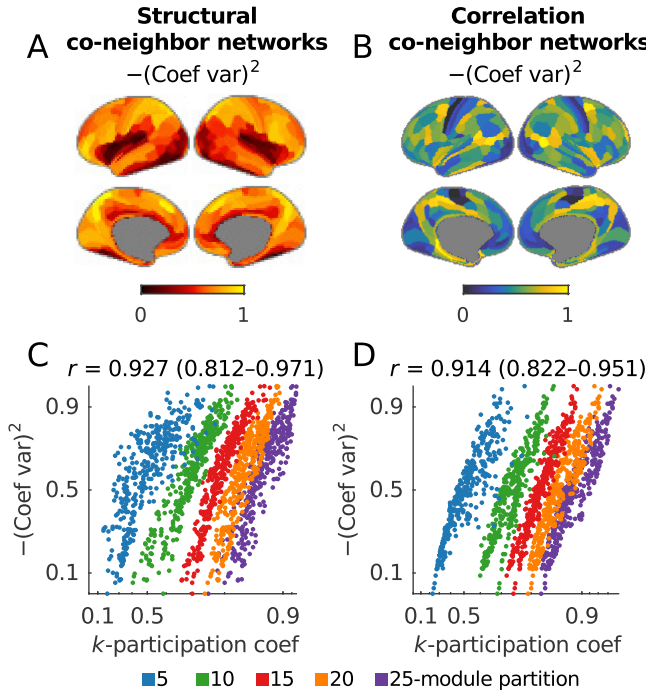 Structural
co-neighbor networks
Correlation
co-neighbor networks
A
B
−(Coef var)²
−(Coef var)²
0 1
0 1
C
D
r = 0.927 (0.812–0.971)
r = 0.914 (0.822–0.951)
−(Coef var)²
0.9
0.5
0.1
0.1 0.5 0.9
k-participation coef
−(Coef var)²
0.9
0.5
0.1
0.1 0.5 0.9
k-participation coef
5 10 15 20 25-module partition